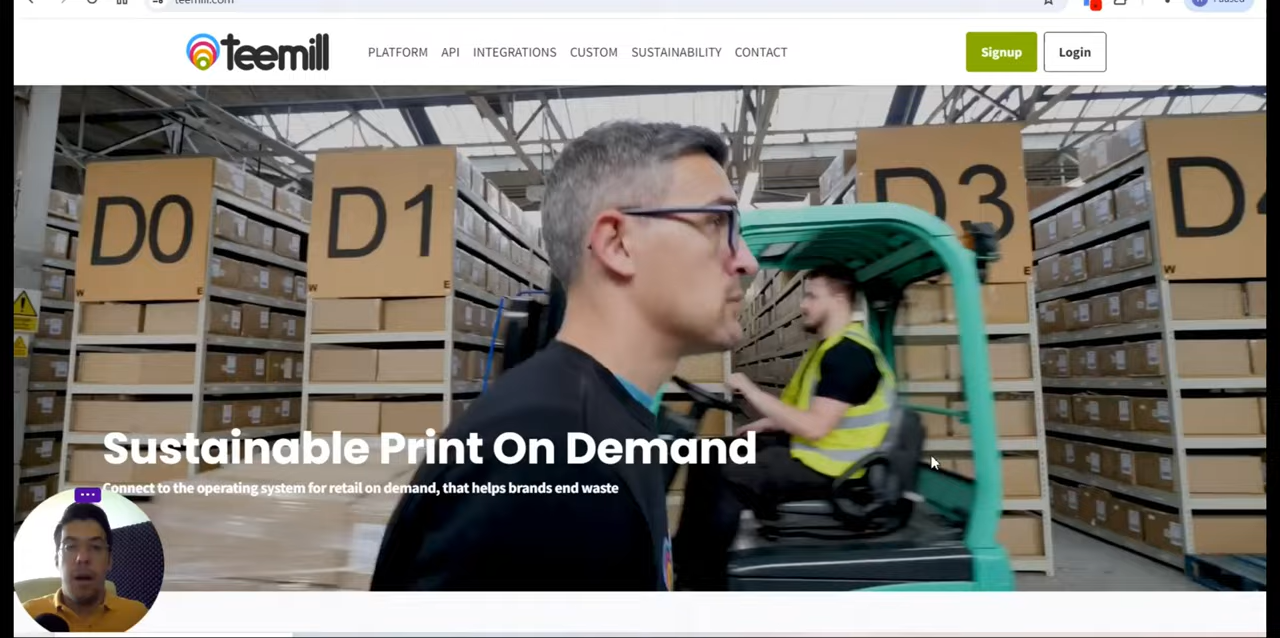 teemill.com
Paused
teemill
PLATFORM API INTEGRATIONS CUSTOM SUSTAINABILITY CONTACT
Signup
Login
D0
D1
D3
D4
W E
W E
W E
W
Sustainable Print On Demand
Connect to the operating system for retail on demand, that helps brands end waste